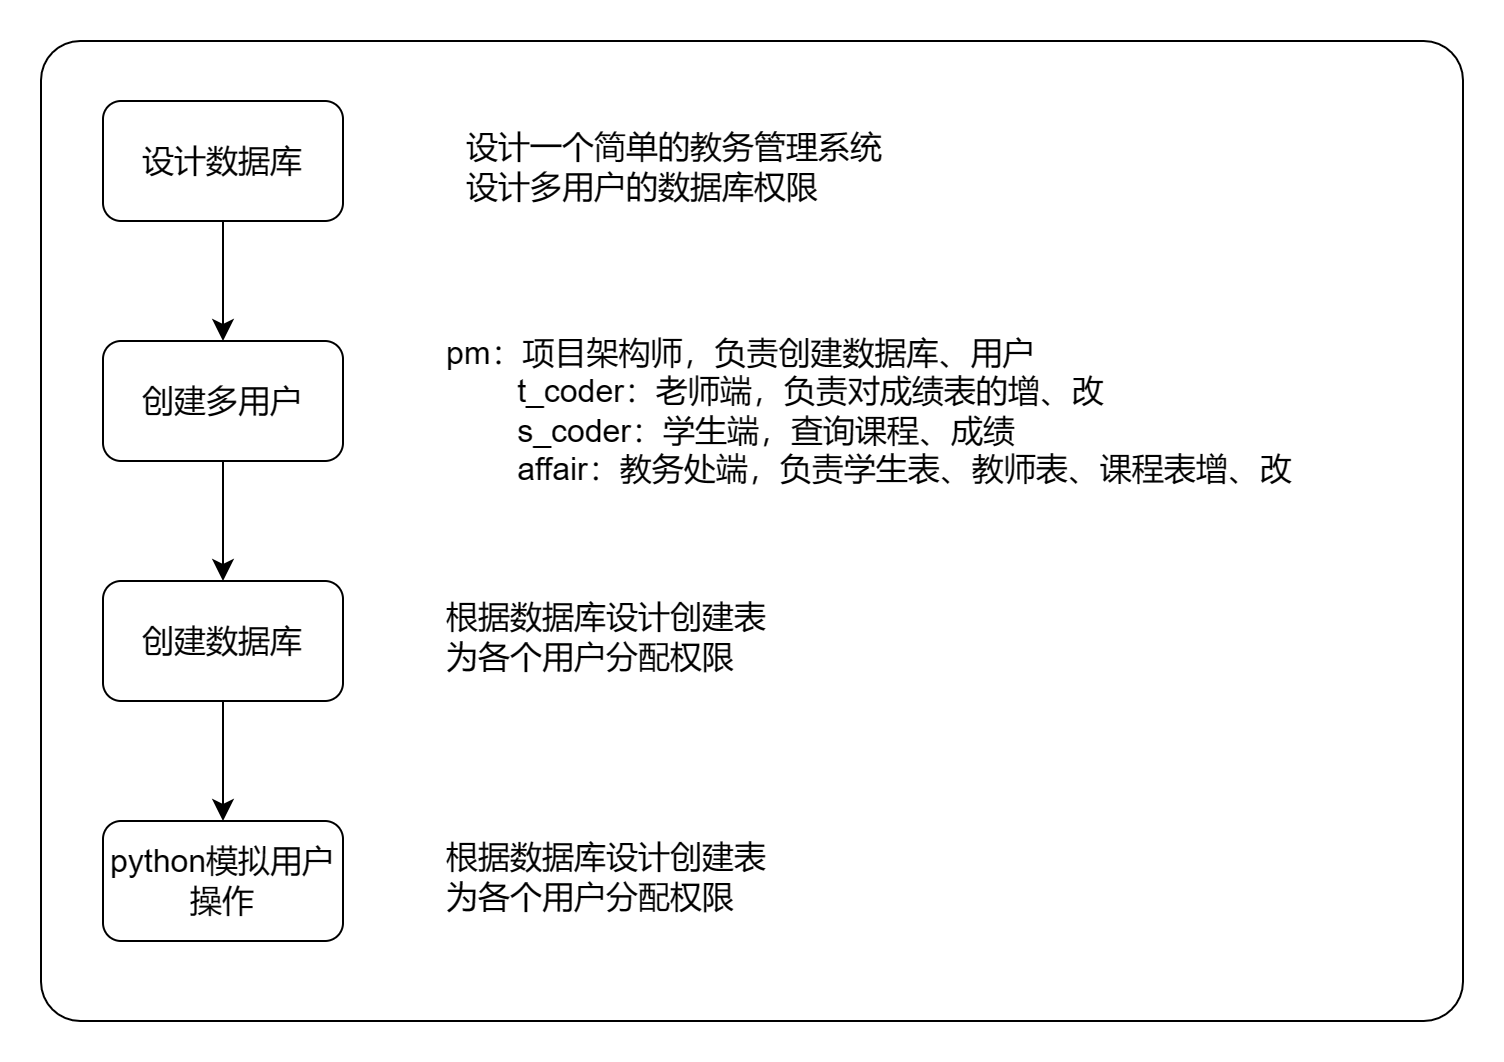 设计数据库
设计一个简单的教务管理系统
设计多用户的数据库权限
创建多用户
pm：项目架构师，负责创建数据库、用户
t_coder：老师端，负责对成绩表的增、改
s_coder：学生端，查询课程、成绩
affair：教务处端，负责学生表、教师表、课程表增、改
创建数据库
根据数据库设计创建表
为各个用户分配权限
python模拟用户
操作
根据数据库设计创建表
为各个用户分配权限